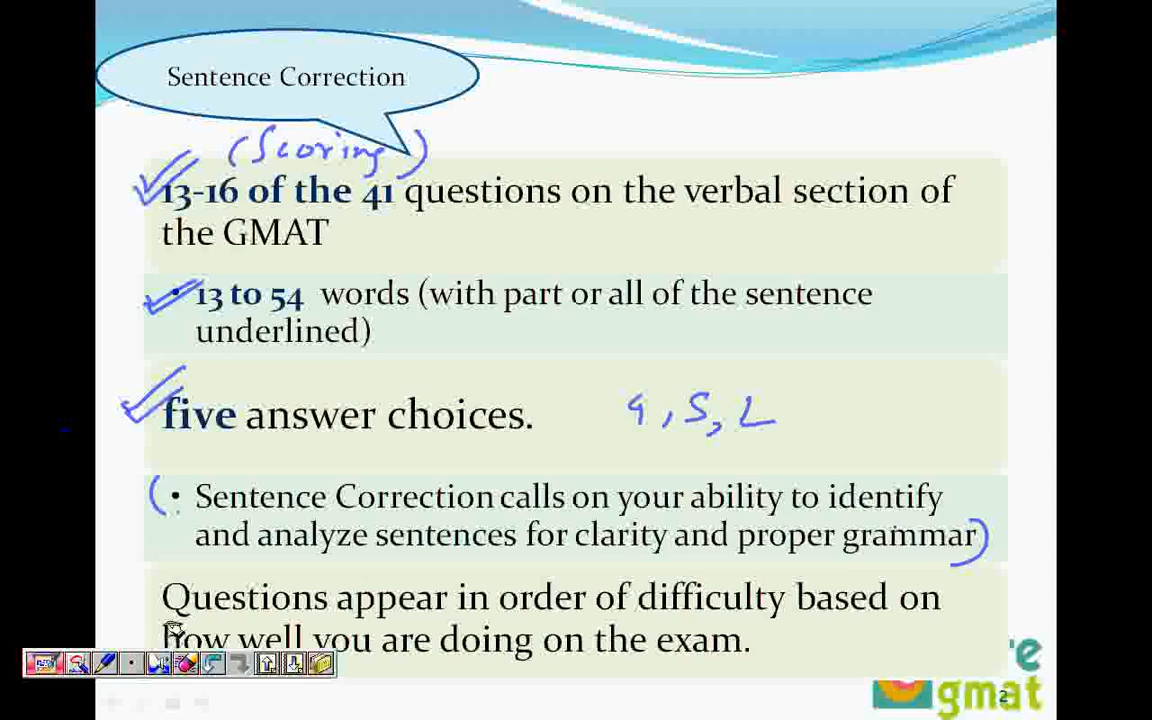 Sentence Correction
(Scoring)
13-16 of the 41 questions on the verbal section of
the GMAT
• 13 to 54 words (with part or all of the sentence
underlined)
five answer choices.
4, 5, L
( • Sentence Correction calls on your ability to identify
and analyze sentences for clarity and proper grammar)
Questions appear in order of difficulty based on
how well you are doing on the exam.
re
gmat
2